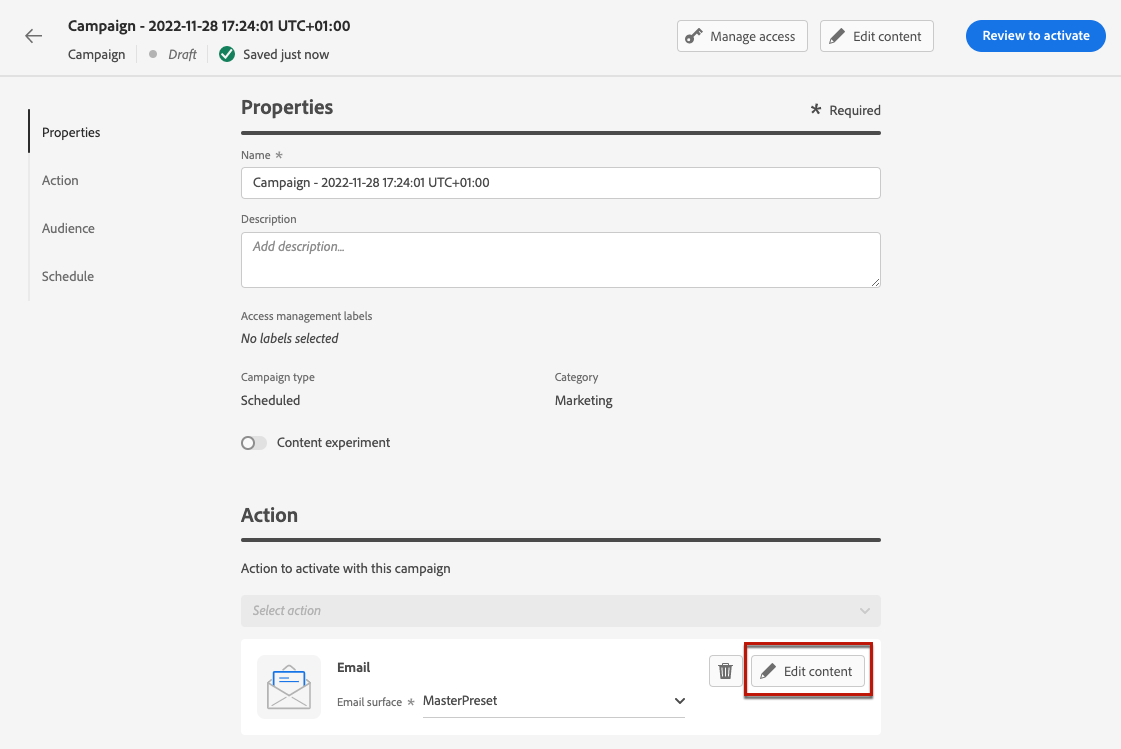 Campaign - 2022-11-28 17:24:01 UTC+01:00
Campaign Draft Saved just now
Manage access Edit content Review to activate
Properties
Action
Audience
Schedule
Properties * Required
Name *
Campaign - 2022-11-28 17:24:01 UTC+01:00
Description
Add description...
Access management labels
No labels selected
Campaign type Category
Scheduled Marketing
Content experiment
Action
Action to activate with this campaign
Select action
Email
Email surface * MasterPreset
Edit content